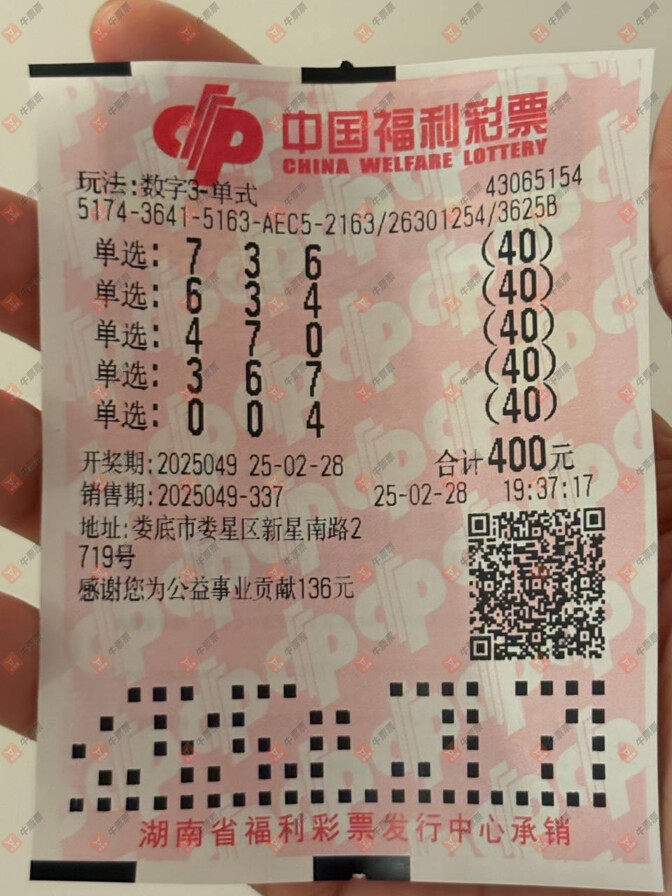 中国福利彩票
CHINA WELFARE LOTTERY
玩法:数字3-单式 43065154
5174-3641-5163-AEC5-2163/26301254/3625B
单选: 7 3 6 (40)
单选: 6 3 4 (40)
单选: 4 7 0 (40)
单选: 3 6 7 (40)
单选: 0 0 4 (40)
开奖期:2025049 25-02-28 合计400元
销售期:2025049-337 25-02-28 19:37:17
地址:娄底市娄星区新星南路2
719号
感谢您为公益事业贡献136元
湖南省福利彩票发行中心承销